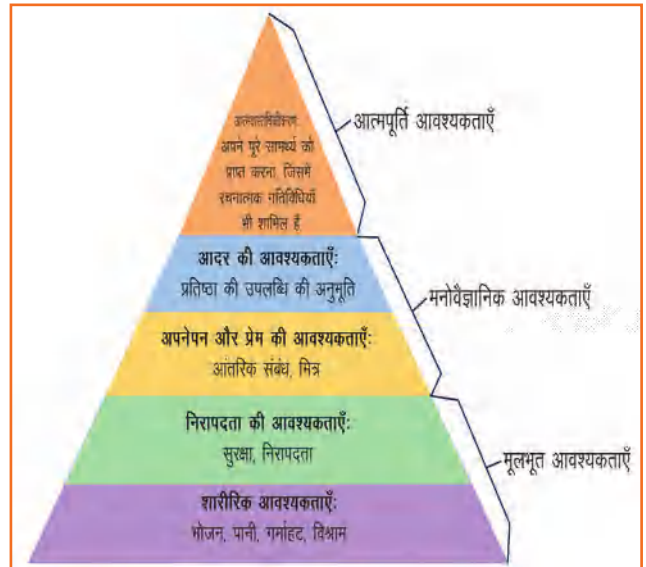 अपने पूरे सामर्थ्य को
प्राप्त करना, जिसमें
रचनात्मक गतिविधियाँ
भी शामिल हैं
आत्मपूर्ति आवश्यकताएँ
आदर की आवश्यकताएँ:
प्रतिष्ठा की उपलब्धि की अनुमूति
मनोवैज्ञानिक आवश्यकताएँ
अपनेपन और प्रेम की आवश्यकताएँ:
आंतरिक संबंध, मित्र
निरापदता की आवश्यकताएँ:
सुरक्षा, निरापदता
मूलभूत आवश्यकताएँ
शारीरिक आवश्यकताएँ:
भोजन, पानी, गर्माहट, विश्राम